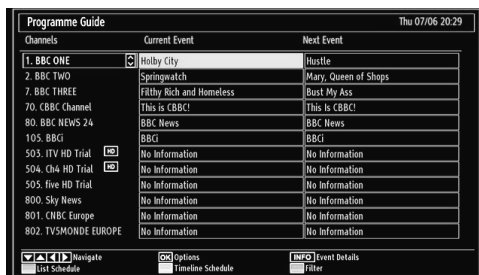 Programme Guide Thu 07/06 20:29
Channels Current Event Next Event
1. BBC ONE Holby City Hustle
2. BBC TWO Springwatch Mary, Queen of Shops
7. BBC THREE Filthy Rich and Homeless Bust My Ass
70. CBBC Channel This is CBBC! This Is CBBC!
80. BBC NEWS 24 BBC News BBC News
105. BBCi BBCi BBCi
503. ITV HD Trial HD No Information No Information
504. Ch4 HD Trial HD No Information No Information
505. five HD Trial No Information No Information
800. Sky News No Information No Information
801. CNBC Europe No Information No Information
802. TV5MONDE EUROPE No Information No Information
Navigate OK Options INFO Event Details
List Schedule Timeline Schedule Filter